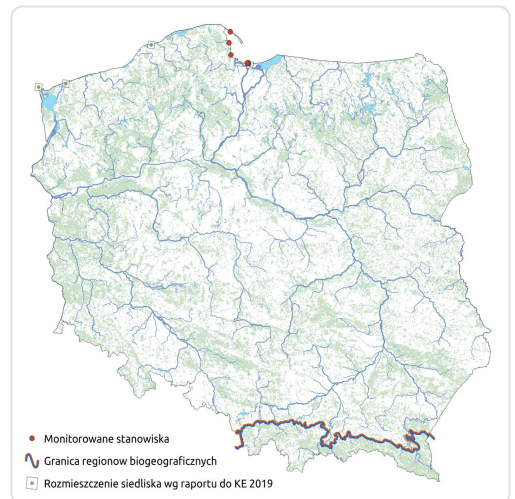 Monitorowane stanowiska
Granica regionow biogeograficznych
Rozmieszczenie siedliska wg raportu do KE 2019